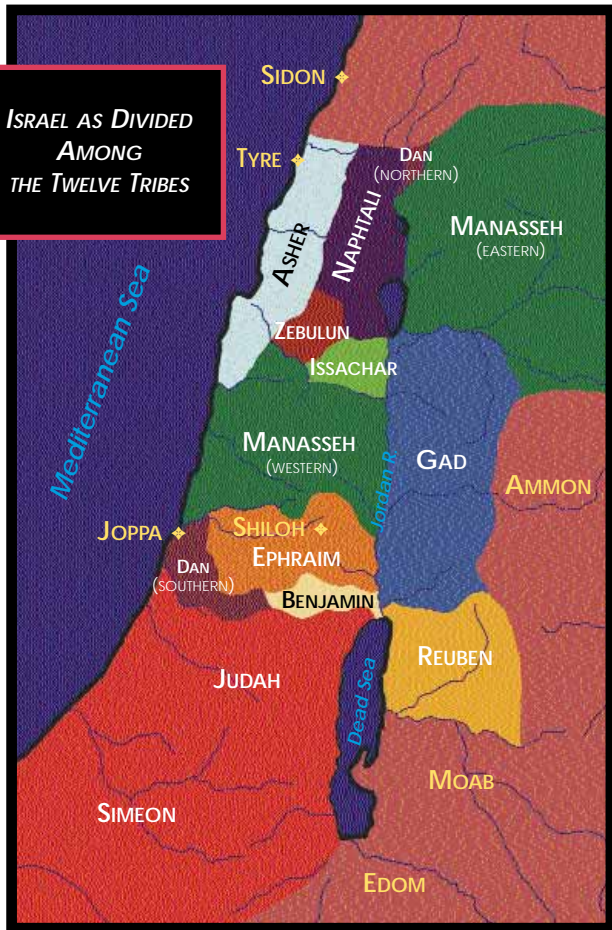 ISRAEL AS DIVIDED
AMONG
THE TWELVE TRIBES
SIDON
TYRE
DAN
(NORTHERN)
MANASSEH
(EASTERN)
NAPHTALI
ASHER
Mediterranean Sea
ZEBULUN
ISSACHAR
MANASSEH
(WESTERN)
GAD
Jordan R.
AMMON
JOPPA
SHILOH
EPHRAIM
DAN
(SOUTHERN)
BENJAMIN
REUBEN
JUDAH
Dead Sea
MOAB
SIMEON
EDOM